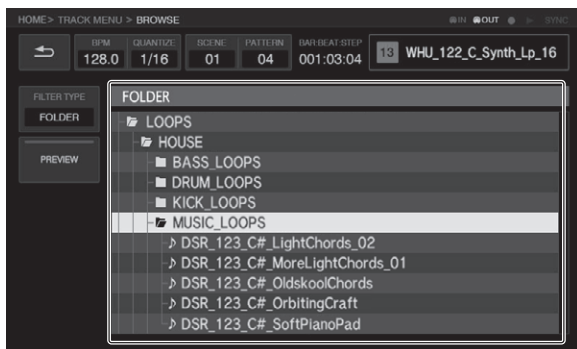 HOME> TRACK MENU > BROWSE
IN OUT SYNC
BPM QUANTIZE SCENE PATTERN BAR:BEAT:STEP
128.0 1/16 01 04 001:03:04 13 WHU_122_C_Synth_Lp_16
FILTER TYPE
FOLDER
PREVIEW
FOLDER
LOOPS
HOUSE
BASS_LOOPS
DRUM_LOOPS
KICK_LOOPS
MUSIC_LOOPS
DSR_123_C#_LightChords_02
DSR_123_C#_MoreLightChords_01
DSR_123_C#_OldskoolChords
DSR_123_C#_OrbitingCraft
DSR_123_C#_SoftPianoPad